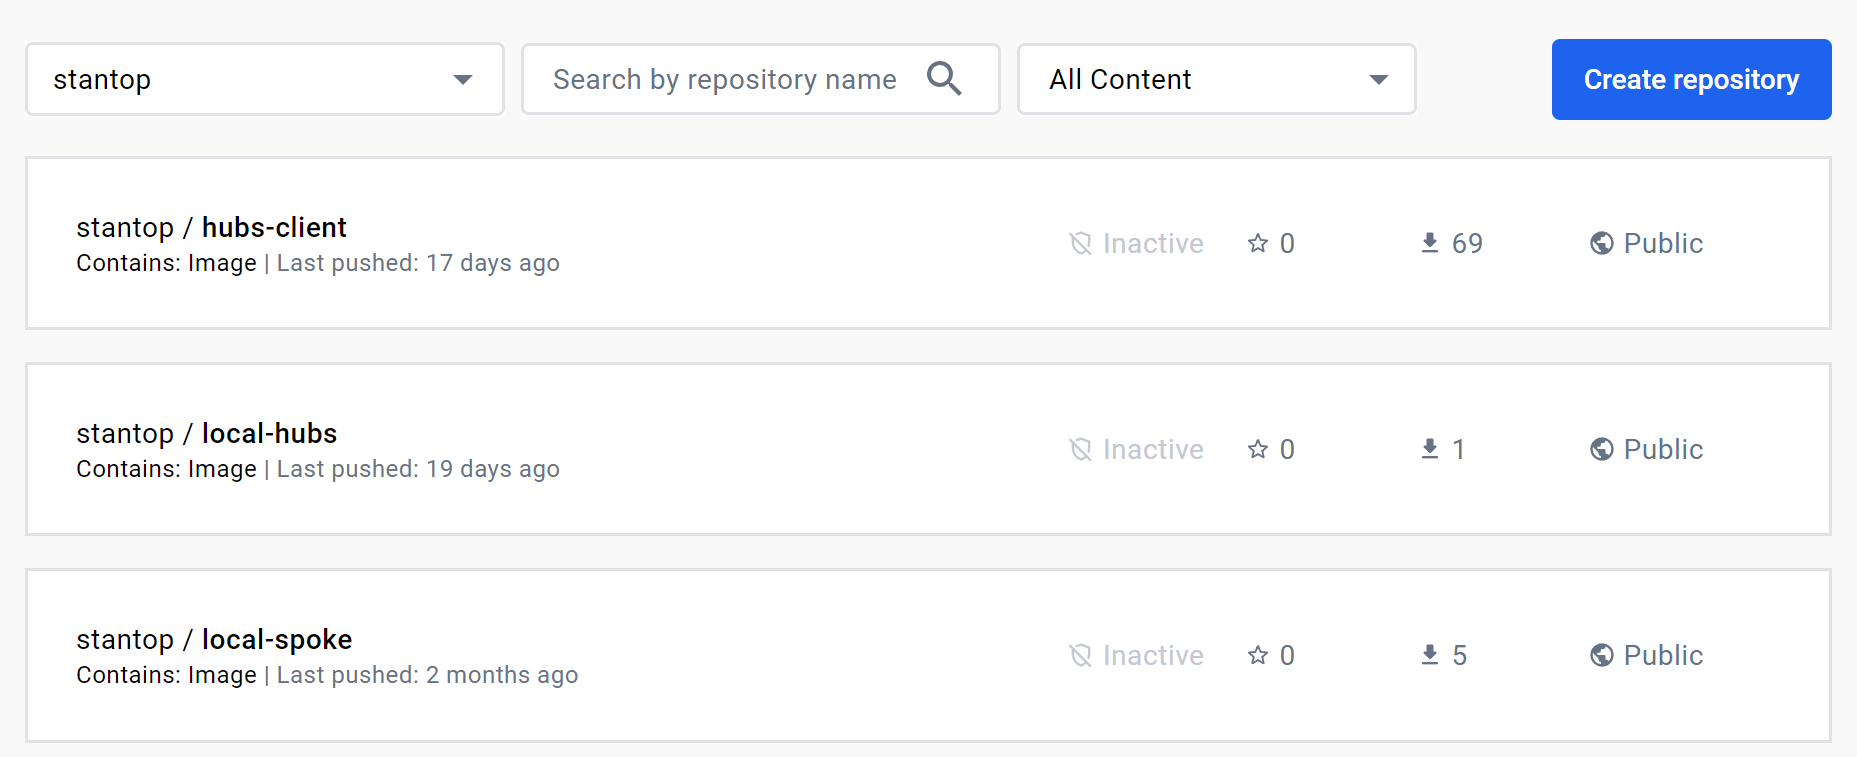 stantop
Search by repository name
All Content
Create repository
stantop / hubs-client
Contains: Image | Last pushed: 17 days ago
Inactive
0
69
Public
stantop / local-hubs
Contains: Image | Last pushed: 19 days ago
Inactive
0
1
Public
stantop / local-spoke
Contains: Image | Last pushed: 2 months ago
Inactive
0
5
Public